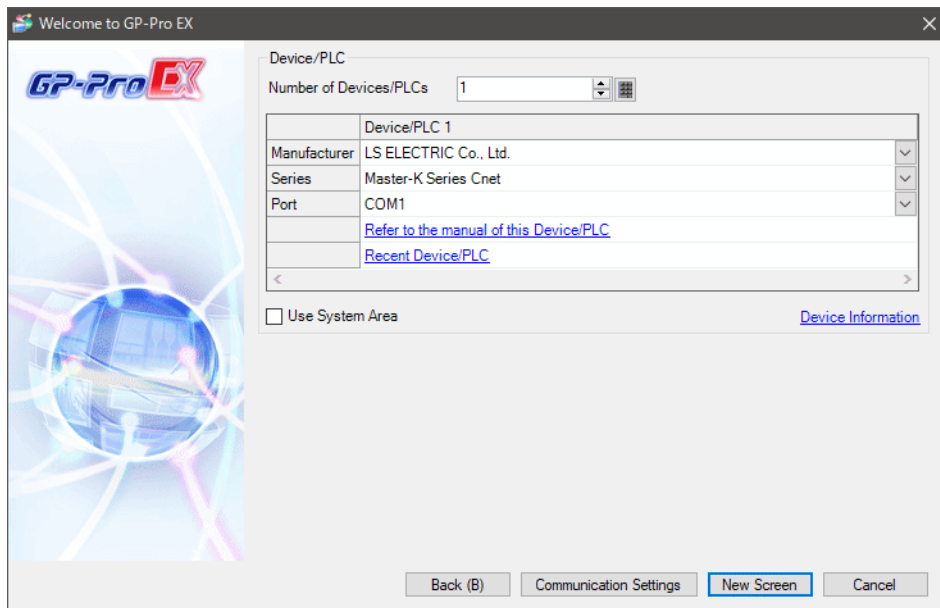 Welcome to GP-Pro EX
GP-Pro EX
Device/PLC
Number of Devices/PLCs 1
Device/PLC 1
Manufacturer LS ELECTRIC Co., Ltd.
Series Master-K Series Cnet
Port COM1
Refer to the manual of this Device/PLC
Recent Device/PLC
Use System Area Device Information
Back (B) Communication Settings New Screen Cancel